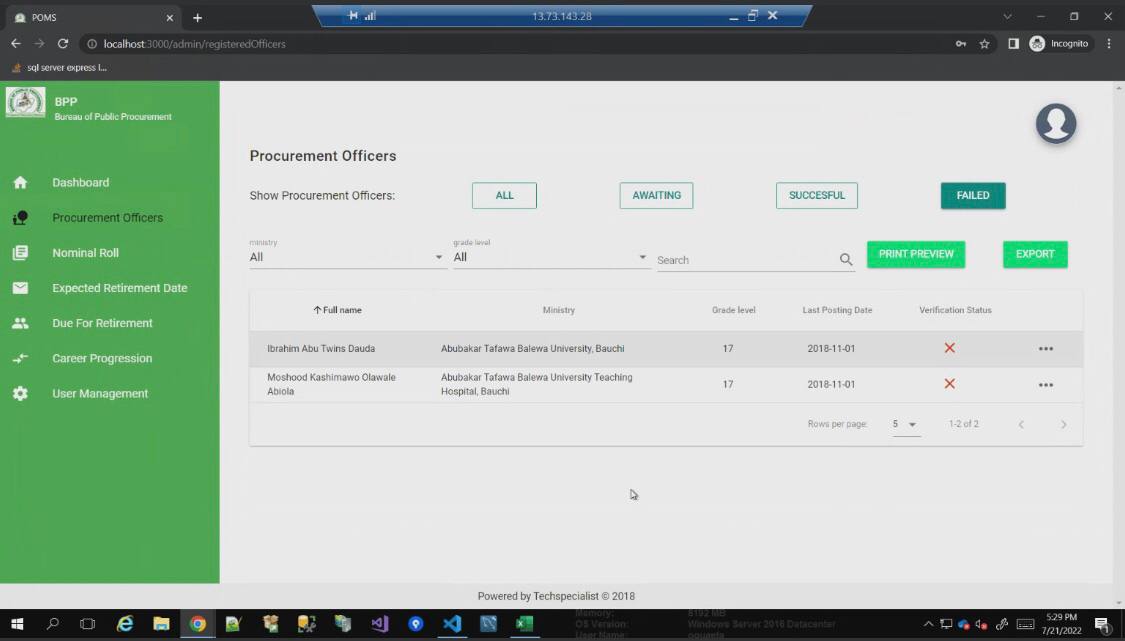 POMS
13.73.143.28
localhost:3000/admin/registeredOfficers
Incognito
sql server express l...
BPP
Bureau of Public Procurement
Dashboard
Procurement Officers
Nominal Roll
Expected Retirement Date
Due For Retirement
Career Progression
User Management
Procurement Officers
Show Procurement Officers:
ALL
AWAITING
SUCCESFUL
FAILED
ministry
All
grade level
All
Search
PRINT PREVIEW
EXPORT
Full name
Ministry
Grade level
Last Posting Date
Verification Status
Ibrahim Abu Twins Dauda
Abubakar Tafawa Balewa University, Bauchi
17
2018-11-01
Moshood Kashimawo Olawale
Abiola
Abubakar Tafawa Balewa University Teaching
Hospital, Bauchi
17
2018-11-01
Rows per page:
5
1-2 of 2
Powered by Techspecialist © 2018
Memory:
8192 MB
OS Version:
Windows Server 2016 Datacenter
User Name:
5:29 PM
7/21/2022
1